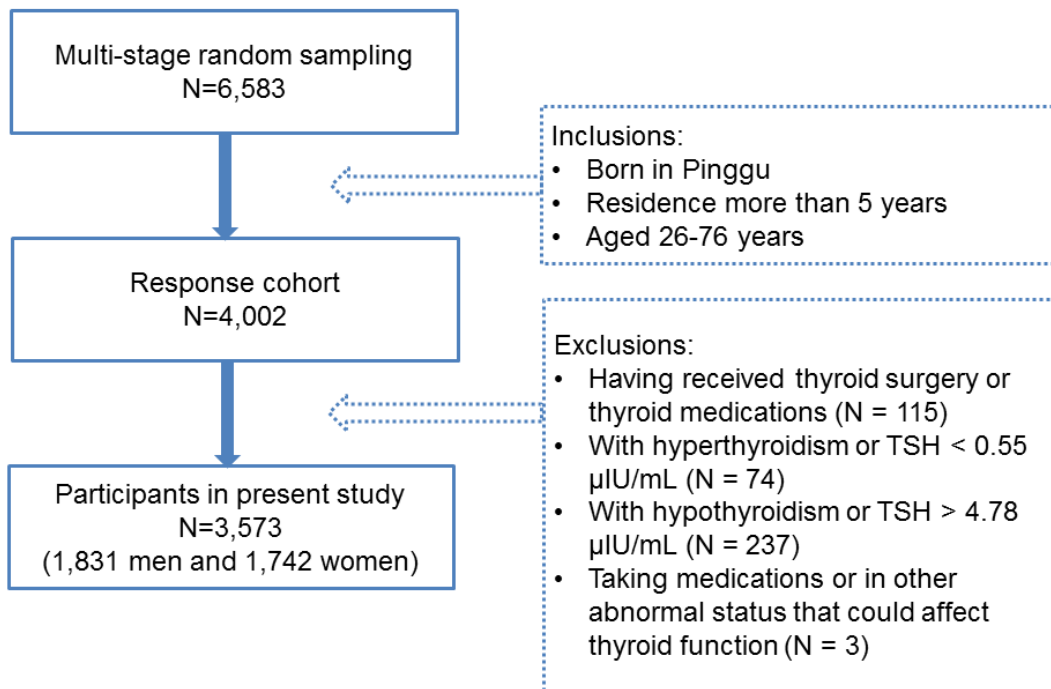 Multi-stage random sampling
N=6,583
Inclusions:
• Born in Pinggu
• Residence more than 5 years
• Aged 26-76 years
Response cohort
N=4,002
Exclusions:
• Having received thyroid surgery or
thyroid medications (N = 115)
• With hyperthyroidism or TSH < 0.55
µIU/mL (N = 74)
• With hypothyroidism or TSH > 4.78
µIU/mL (N = 237)
• Taking medications or in other
abnormal status that could affect
thyroid function (N = 3)
Participants in present study
N=3,573
(1,831 men and 1,742 women)